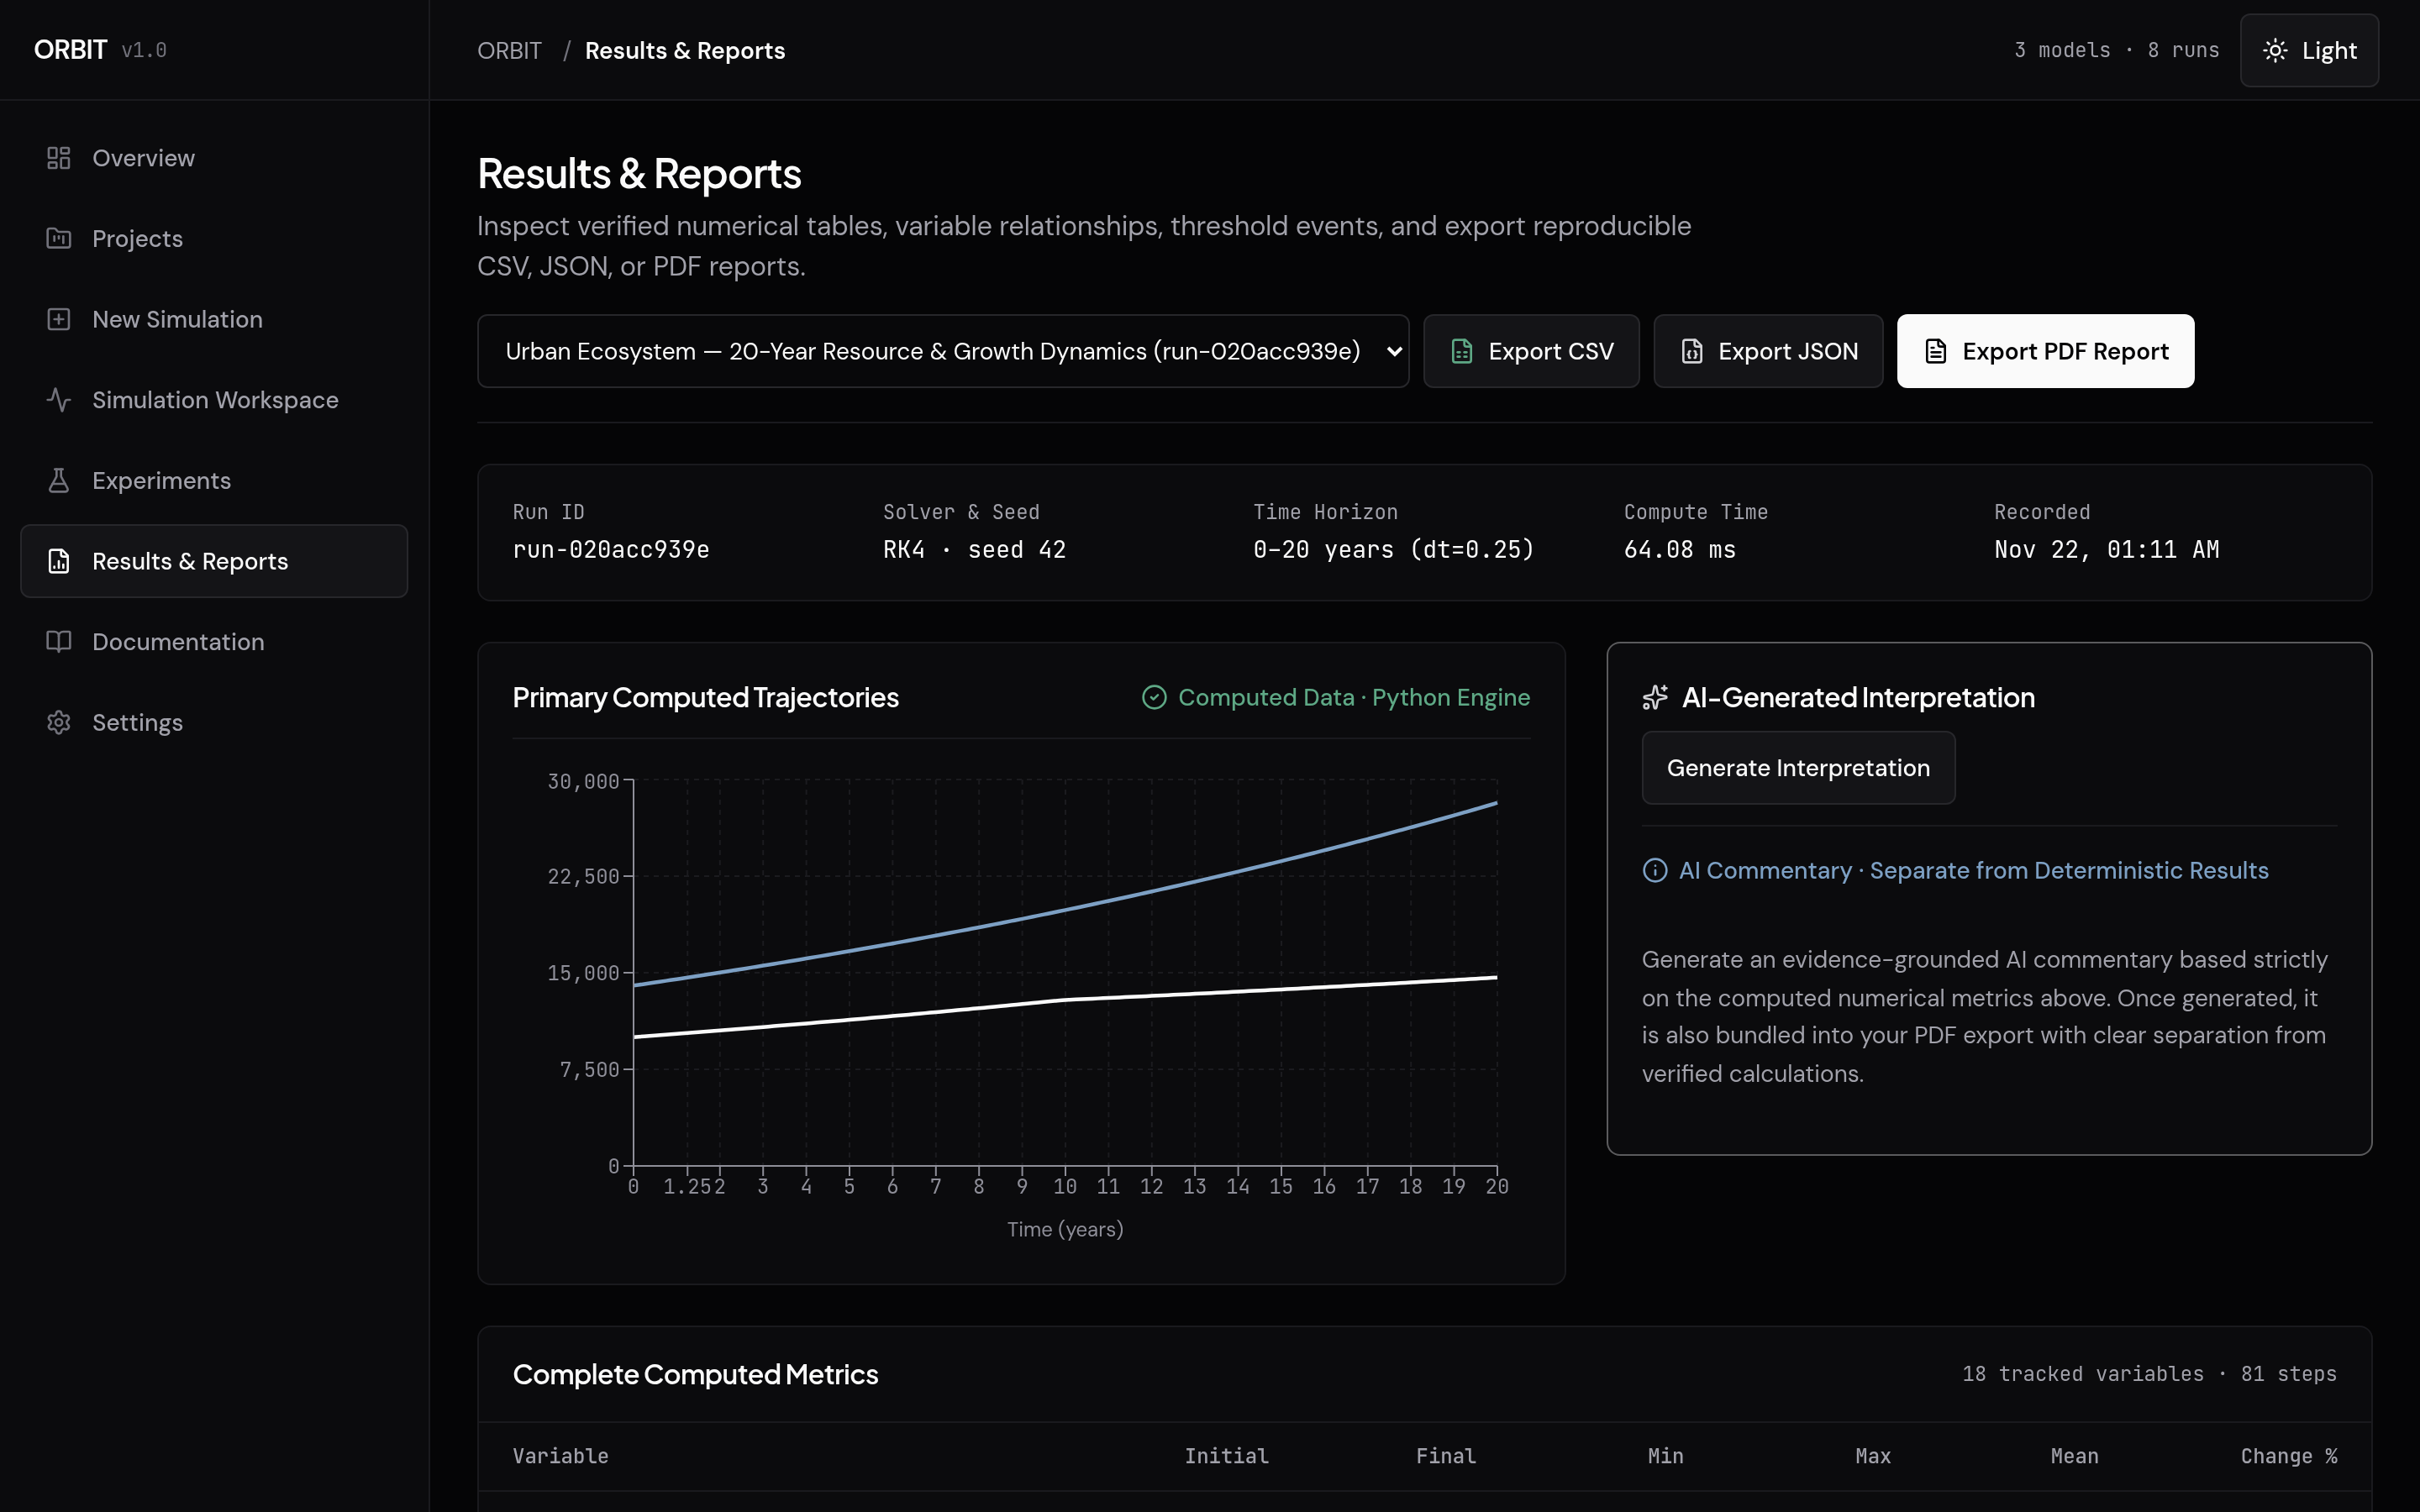 ORBIT v1.0
ORBIT / Results & Reports
3 models · 8 runs
Light
Overview
Projects
New Simulation
Simulation Workspace
Experiments
Results & Reports
Documentation
Settings
Results & Reports
Inspect verified numerical tables, variable relationships, threshold events, and export reproducible
CSV, JSON, or PDF reports.
Urban Ecosystem — 20-Year Resource & Growth Dynamics (run-020acc939e)
Export CSV
Export JSON
Export PDF Report
Run ID
run-020acc939e
Solver & Seed
RK4 · seed 42
Time Horizon
0–20 years (dt=0.25)
Compute Time
64.08 ms
Recorded
Nov 22, 01:11 AM
Primary Computed Trajectories
Computed Data · Python Engine
30,000
22,500
15,000
7,500
0
0 1.25 2 3 4 5 6 7 8 9 10 11 12 13 14 15 16 17 18 19 20
Time (years)
AI-Generated Interpretation
Generate Interpretation
AI Commentary · Separate from Deterministic Results
Generate an evidence-grounded AI commentary based strictly
on the computed numerical metrics above. Once generated, it
is also bundled into your PDF export with clear separation from
verified calculations.
Complete Computed Metrics
18 tracked variables · 81 steps
Variable Initial Final Min Max Mean Change %